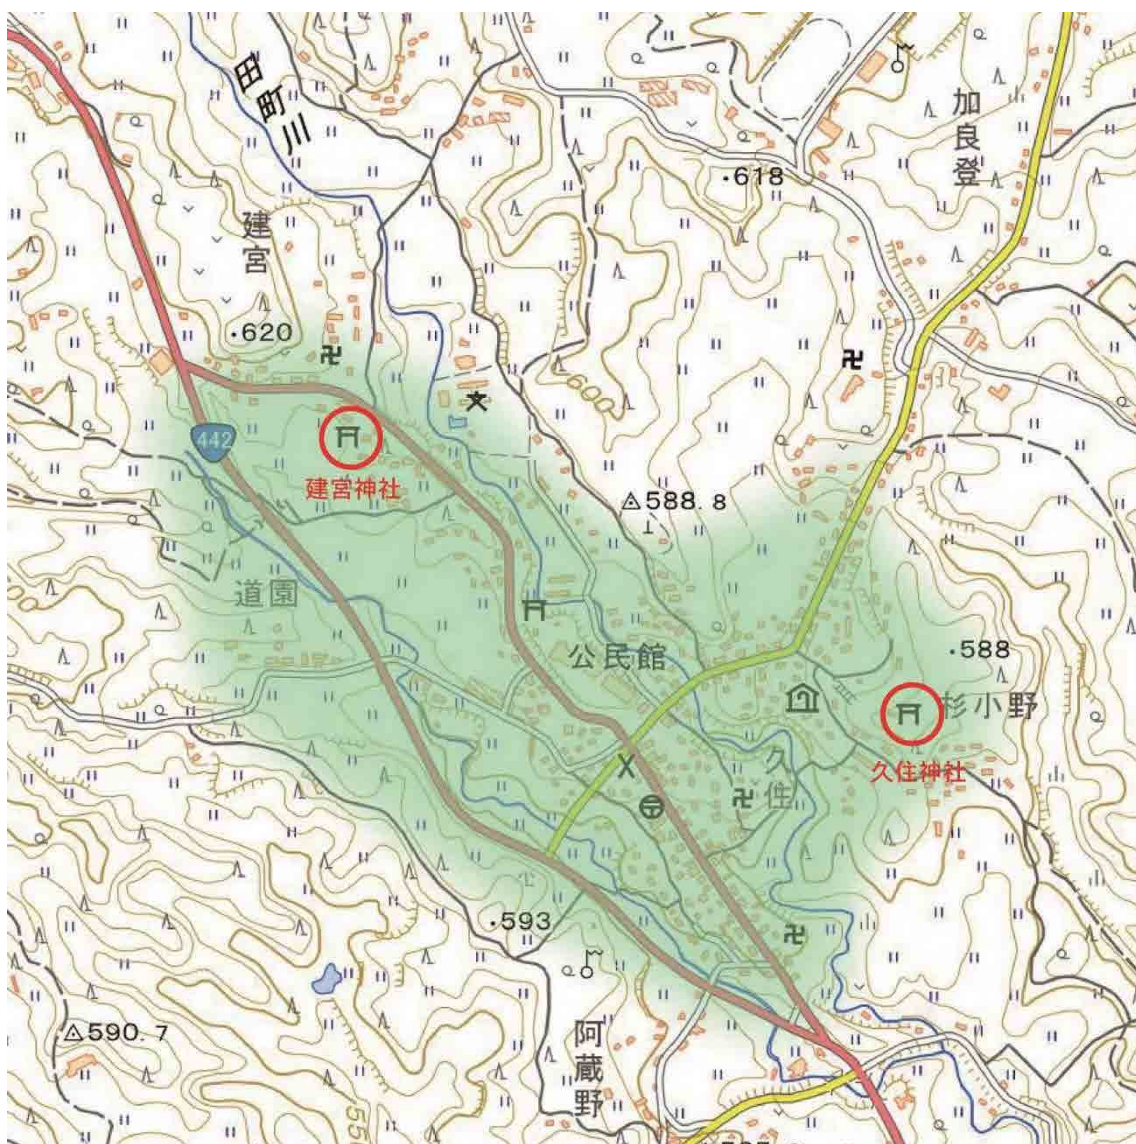 田町川
加良登
・618
建宮
・620
600
442
建宮神社
588.8
道園
公民館
・588
杉小野
久住神社
久住
・593
590.7
阿蔵野